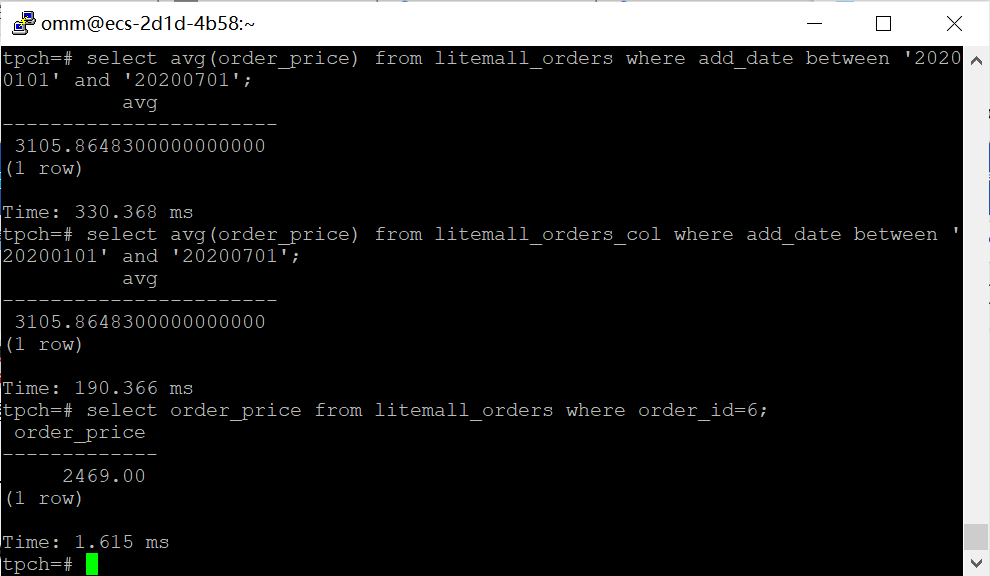 omm@ecs-2d1d-4b58:~
tpch=# select avg(order_price) from litemall_orders where add_date between '2020
0101' and '20200701';
avg
-----------------------
3105.8648300000000000
(1 row)
Time: 330.368 ms
tpch=# select avg(order_price) from litemall_orders_col where add_date between '
20200101' and '20200701';
avg
-----------------------
3105.8648300000000000
(1 row)
Time: 190.366 ms
tpch=# select order_price from litemall_orders where order_id=6;
order_price
-------------
2469.00
(1 row)
Time: 1.615 ms
tpch=#